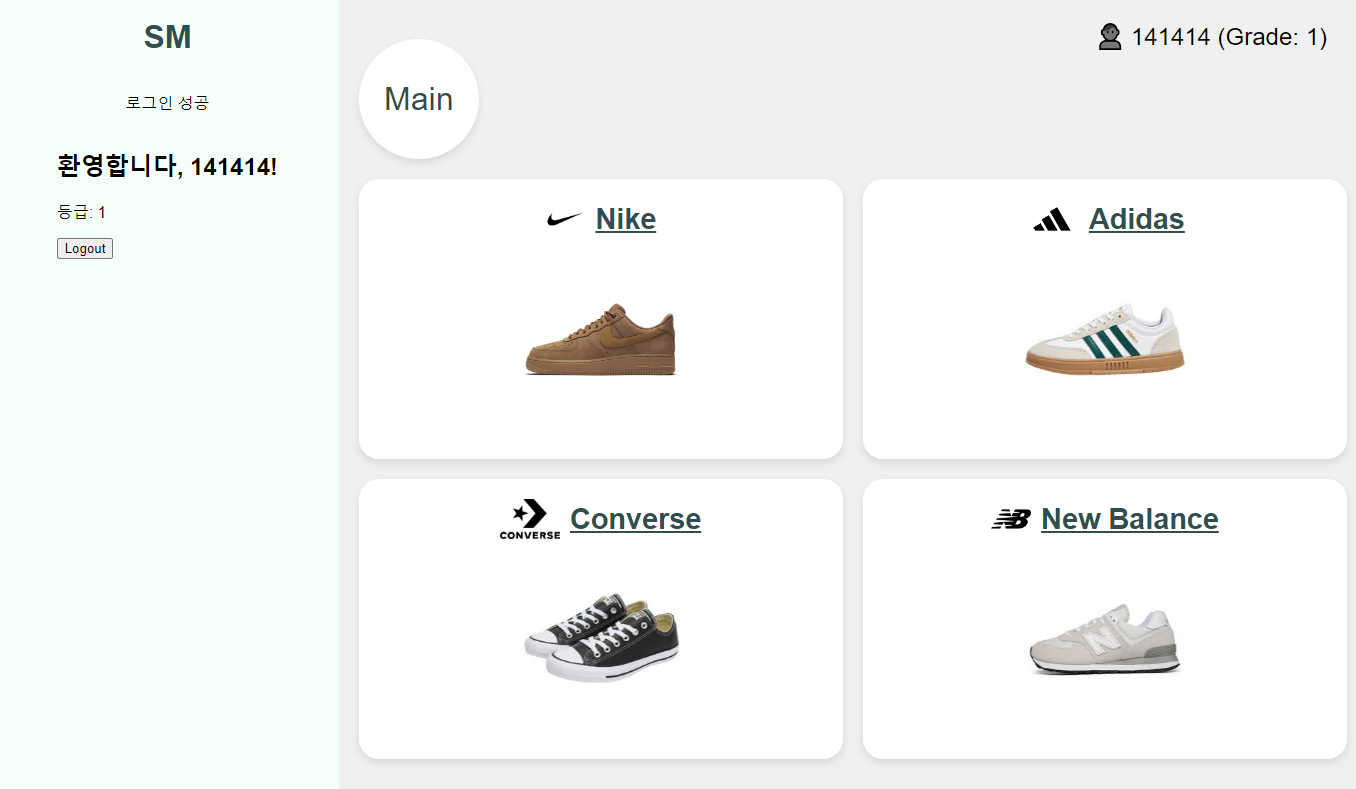 SM
로그인 성공
환영합니다, 141414!
등급: 1
Logout
141414 (Grade: 1)
Main
Nike
Adidas
CONVERSE
Converse
New Balance